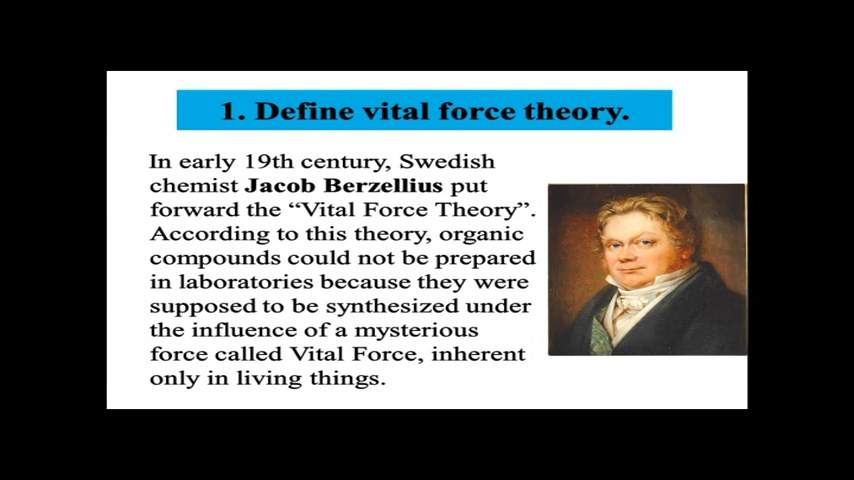 1. Define vital force theory.
In early 19th century, Swedish
chemist Jacob Berzellius put
forward the “Vital Force Theory”.
According to this theory, organic
compounds could not be prepared
in laboratories because they were
supposed to be synthesized under
the influence of a mysterious
force called Vital Force, inherent
only in living things.